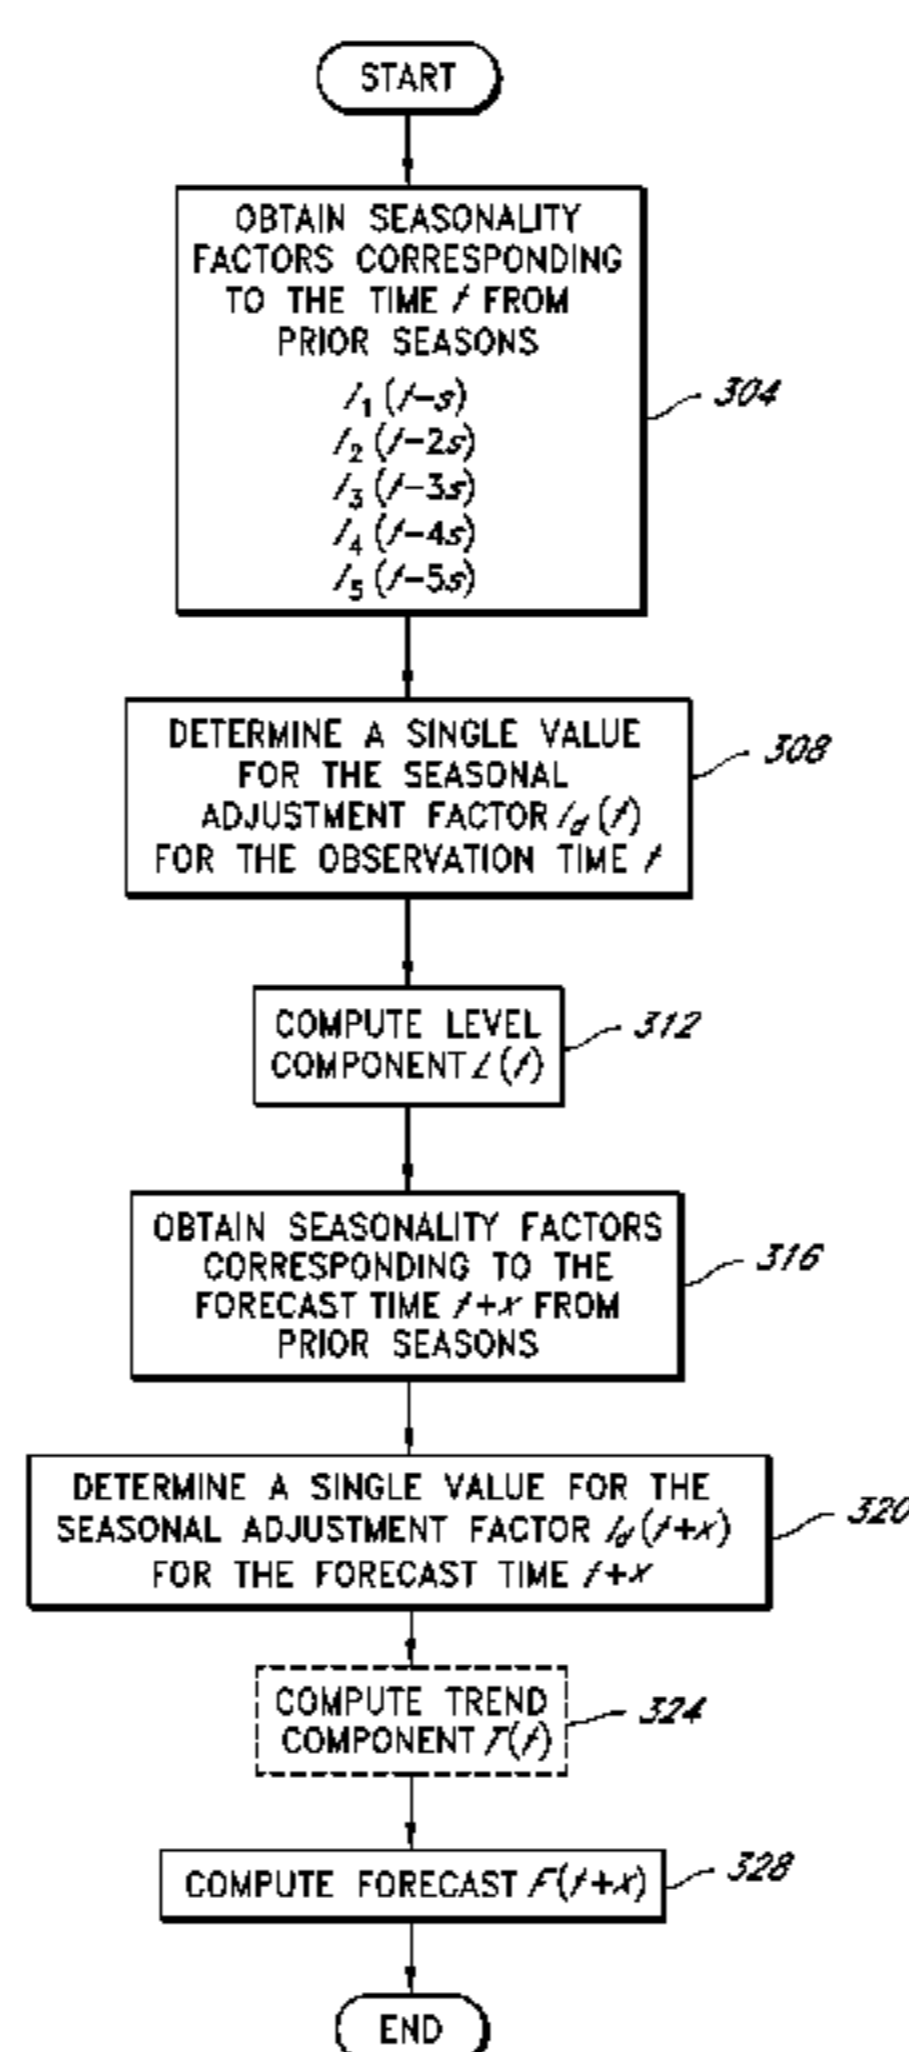 START
OBTAIN SEASONALITY
FACTORS CORRESPONDING
TO THE TIME t FROM
PRIOR SEASONS
I₁(t-s)
I₂(t-2s)
I₃(t-3s)
I₄(t-4s)
I₅(t-5s)
304
DETERMINE A SINGLE VALUE
FOR THE SEASONAL
ADJUSTMENT FACTOR I_d(t)
FOR THE OBSERVATION TIME t
308
COMPUTE LEVEL
COMPONENT L(t)
312
OBTAIN SEASONALITY FACTORS
CORRESPONDING TO THE
FORECAST TIME t+x FROM
PRIOR SEASONS
316
DETERMINE A SINGLE VALUE FOR THE
SEASONAL ADJUSTMENT FACTOR I_d(t+x)
FOR THE FORECAST TIME t+x
320
COMPUTE TREND
COMPONENT T(t)
324
COMPUTE FORECAST F(t+x)
328
END